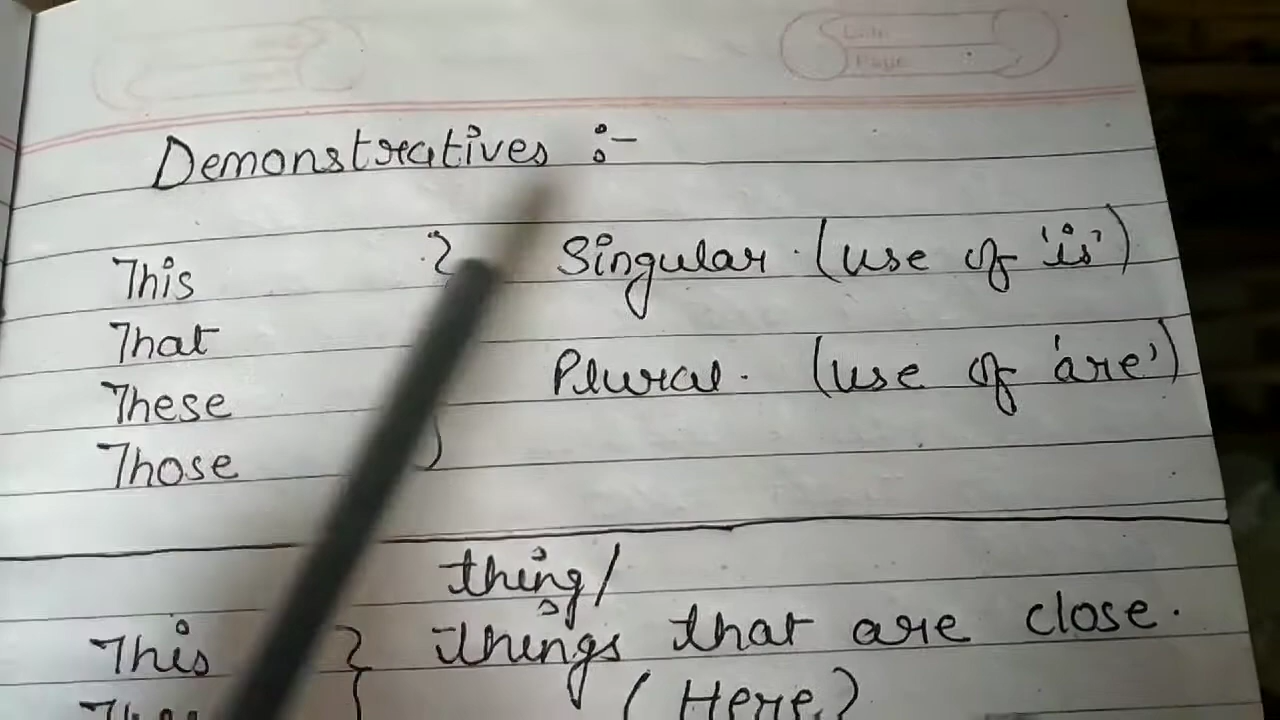 Demonstratives :-
This } Singular. (use of 'is')
That
These Plural. (use of 'are')
Those
thing/
This } things that are close.
(Here)